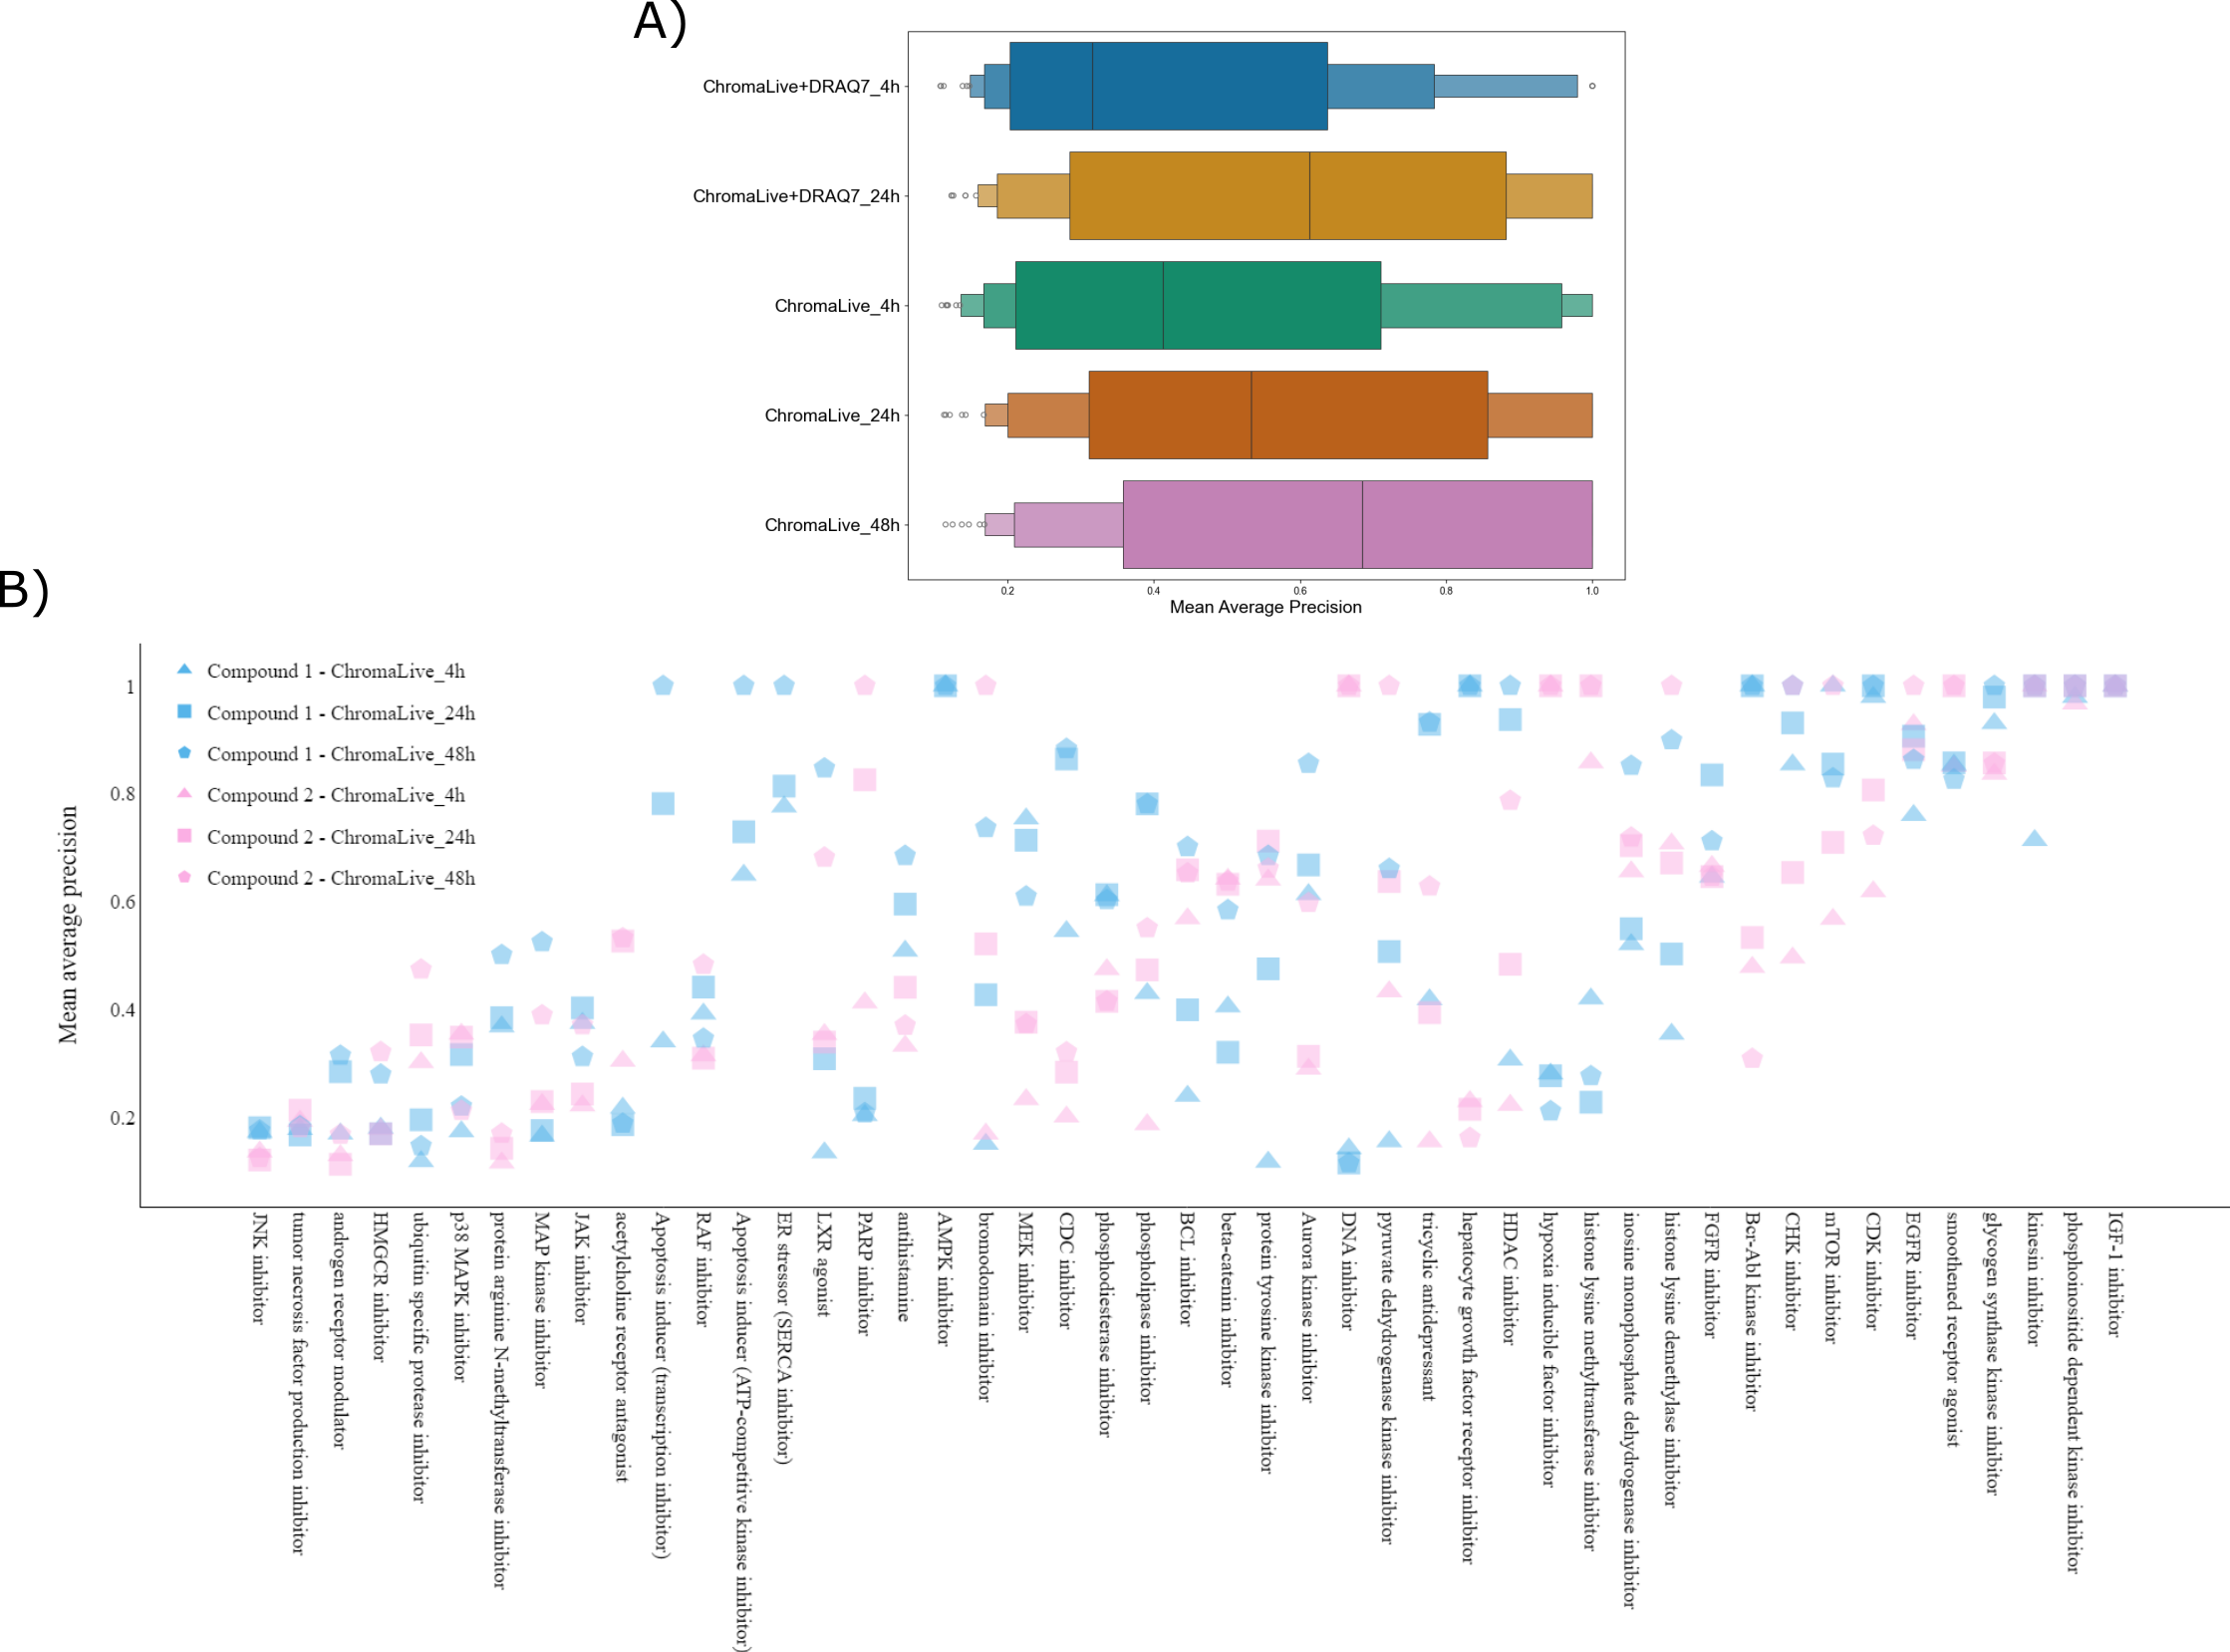 A)
ChromaLive+DRAQ7_4h
ChromaLive+DRAQ7_24h
ChromaLive_4h
ChromaLive_24h
ChromaLive_48h
0.2 0.4 0.6 0.8 1.0
Mean Average Precision
B)
Compound 1 - ChromaLive_4h
Compound 1 - ChromaLive_24h
Compound 1 - ChromaLive_48h
Compound 2 - ChromaLive_4h
Compound 2 - ChromaLive_24h
Compound 2 - ChromaLive_48h
1
0.8
0.6
0.4
0.2
Mean average precision
JNK inhibitor
tumor necrosis factor production inhibitor
androgen receptor modulator
HMGCR inhibitor
ubiquitin specific protease inhibitor
p38 MAPK inhibitor
protein arginine N-methyltransferase inhibitor
MAP kinase inhibitor
JAK inhibitor
acetylcholine receptor antagonist
Apoptosis inducer (transcription inhibitor)
RAF inhibitor
Apoptosis inducer (ATP-competitive kinase inhibitor)
ER stressor (SERCA inhibitor)
LXR agonist
PARP inhibitor
antihistamine
AMPK inhibitor
bromodomain inhibitor
MEK inhibitor
CDC inhibitor
phosphodiesterase inhibitor
phospholipase inhibitor
BCL inhibitor
beta-catenin inhibitor
protein tyrosine kinase inhibitor
Aurora kinase inhibitor
DNA inhibitor
pyruvate dehydrogenase kinase inhibitor
tricyclic antidepressant
hepatocyte growth factor receptor inhibitor
HDAC inhibitor
hypoxia inducible factor inhibitor
histone lysine methyltransferase inhibitor
inosine monophosphate dehydrogenase inhibitor
histone lysine demethylase inhibitor
FGFR inhibitor
Bcr-Abl kinase inhibitor
CHK inhibitor
mTOR inhibitor
CDK inhibitor
EGFR inhibitor
smoothened receptor agonist
glycogen synthase kinase inhibitor
kinesin inhibitor
phosphoinositide dependent kinase inhibitor
IGF-1 inhibitor